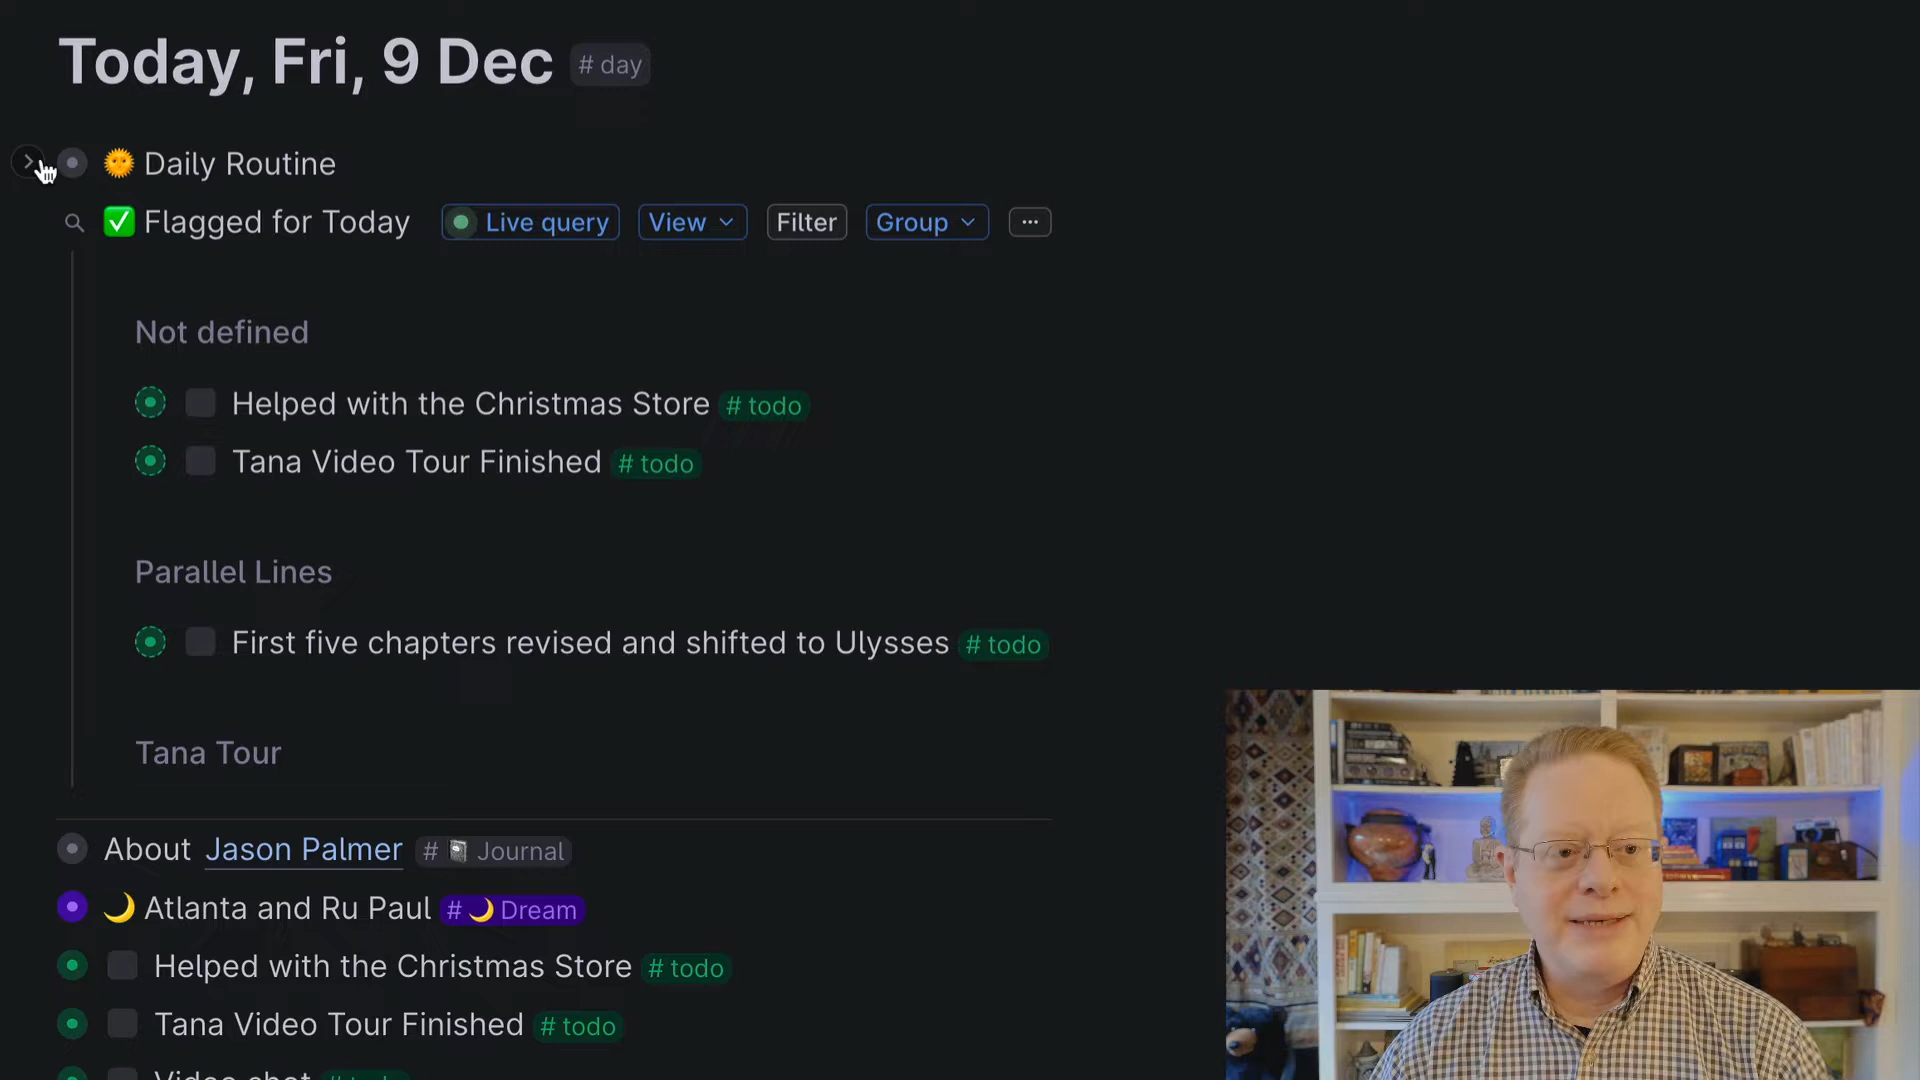 Today, Fri, 9 Dec # day
Daily Routine
Flagged for Today Live query View Filter Group ...
Not defined
Helped with the Christmas Store # todo
Tana Video Tour Finished # todo
Parallel Lines
First five chapters revised and shifted to Ulysses # todo
Tana Tour
About Jason Palmer # Journal
Atlanta and Ru Paul # Dream
Helped with the Christmas Store # todo
Tana Video Tour Finished # todo